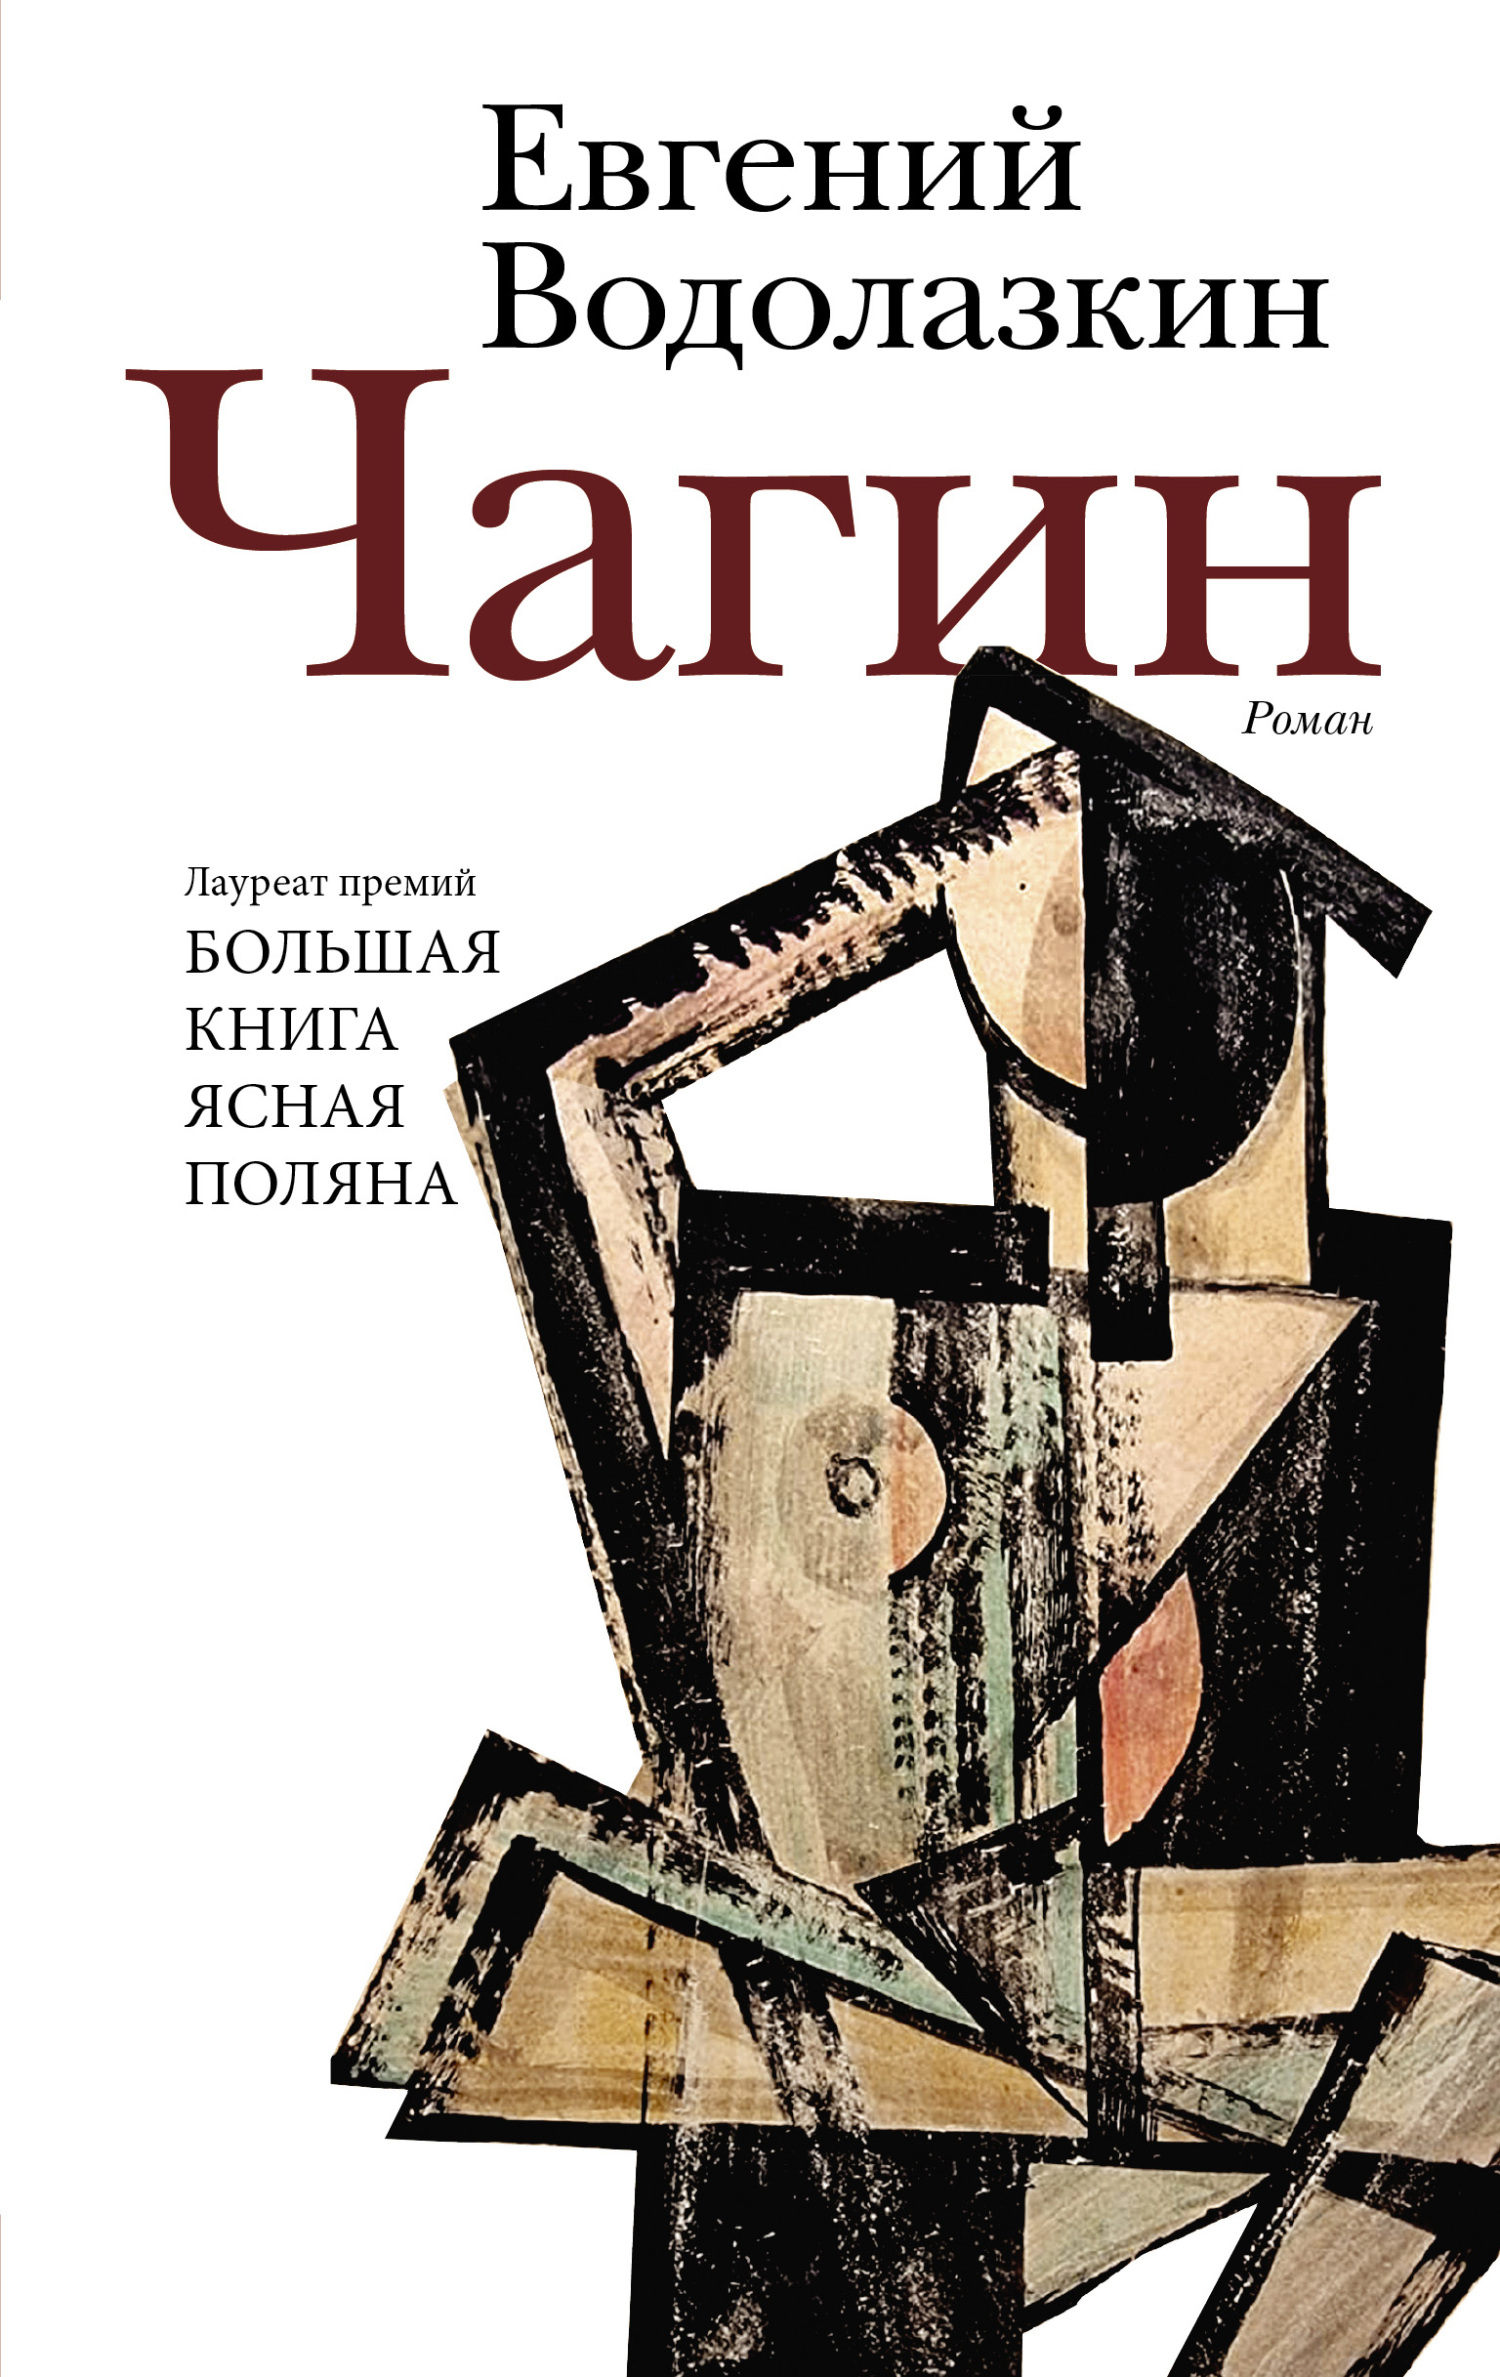 Евгений
Водолазкин
Чагин
Роман
Лауреат премий
БОЛЬШАЯ
КНИГА
ЯСНАЯ
ПОЛЯНА